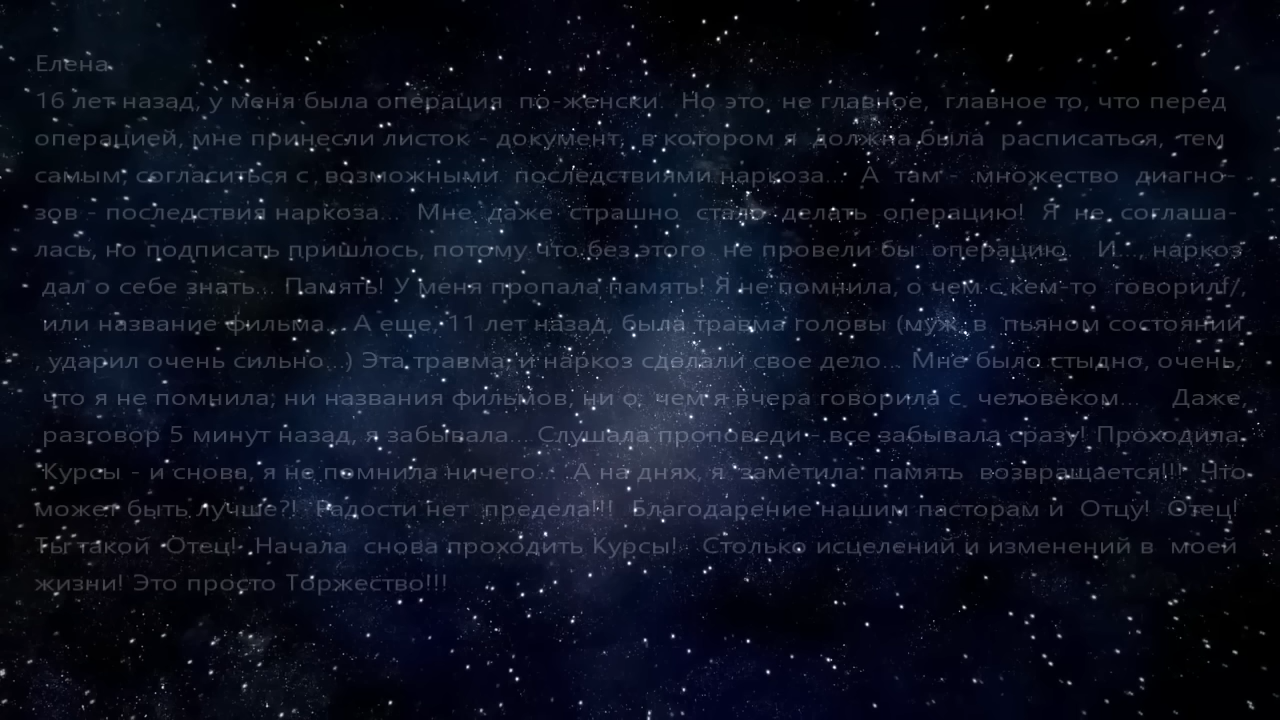 Елена
16 лет назад, у меня была операция по-женски. Но это не главное, главное то, что перед
операцией, мне принесли листок - документ, в котором я должна была расписаться, тем
самым, согласиться с возможными последствиями наркоза... А там - множество диагно-
зов - последствия наркоза... Мне даже страшно стало делать операцию! Я не соглаша-
лась, но подписать пришлось, потому что без этого не провели бы операцию. И... наркоз
дал о себе знать... Память! У меня пропала память! Я не помнила, о чем с кем-то говорил/,
или название фильма... А еще, 11 лет назад, была травма головы (муж в пьяном состоянии
ударил очень сильно...) Эта травма, и наркоз сделали свое дело... Мне было стыдно, очень,
что я не помнила, ни названия фильмов, ни о чем я вчера говорила с человеком... Даже,
разговор 5 минут назад, я забывала... Слушала проповеди - все забывала сразу! Проходила
Курсы - и снова, я не помнила ничего... А на днях, я заметила: память возвращается!!! Что
может быть лучше?! Радости нет предела!!! Благодарение нашим пасторам и Отцу! Отец!
Ты такой Отец! Начала снова проходить Курсы! Столько исцелений и изменений в моей
жизни! Это просто Торжество!!!